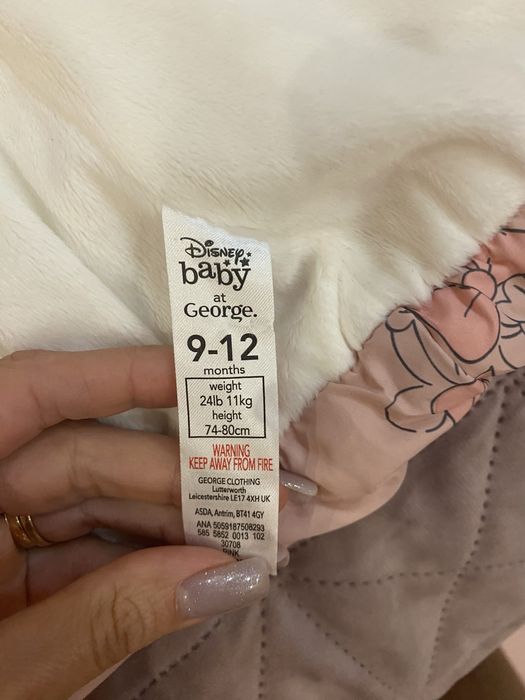 Disney
baby
at
George.
9-12
months
weight
24lb 11kg
height
74-80cm
WARNING
KEEP AWAY FROM FIRE
GEORGE CLOTHING
Lutterworth
Leicestershire LE17 4XH UK
ASDA, Antrim, BT41 4GY
ANA 5059187508293
585 5852 0013 102
30708
PINK